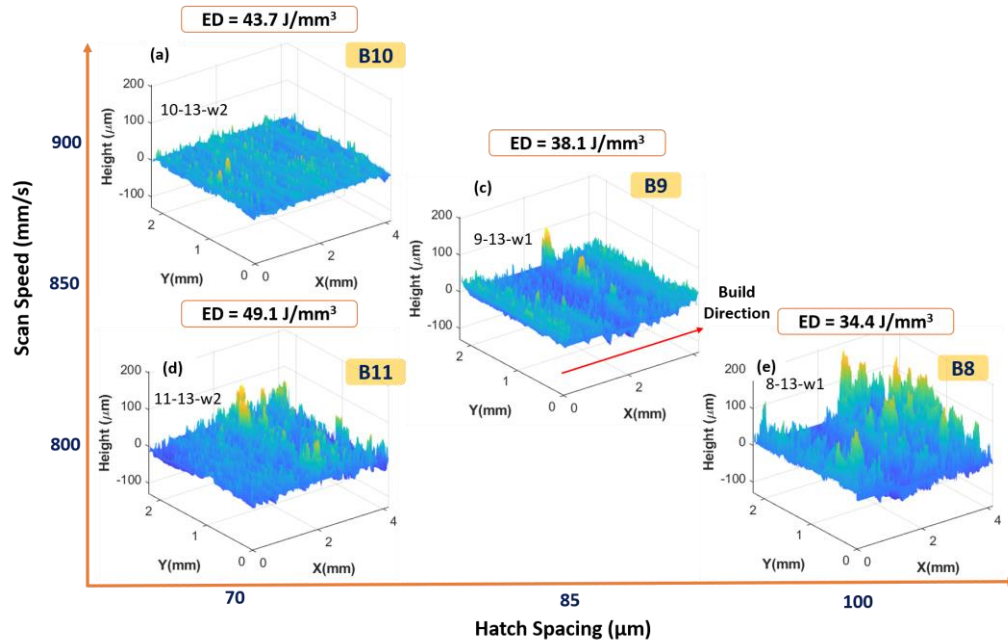 ED = 43.7 J/mm³
(a)
B10
200
100
0
-100
Height (μm)
10-13-w2
2
1
0
Y(mm)
0
2
4
X(mm)
ED = 38.1 J/mm³
(c)
B9
200
100
0
-100
Height (μm)
9-13-w1
2
1
0
Y(mm)
0
2
X(mm)
Build
Direction
ED = 49.1 J/mm³
(d)
B11
200
100
0
-100
Height (μm)
11-13-w2
2
1
0
Y(mm)
0
2
4
X(mm)
ED = 34.4 J/mm³
(e)
B8
200
100
0
-100
Height (μm)
8-13-w1
2
1
0
Y(mm)
0
2
4
X(mm)
Scan Speed (mm/s)
900
850
800
70
85
100
Hatch Spacing (μm)